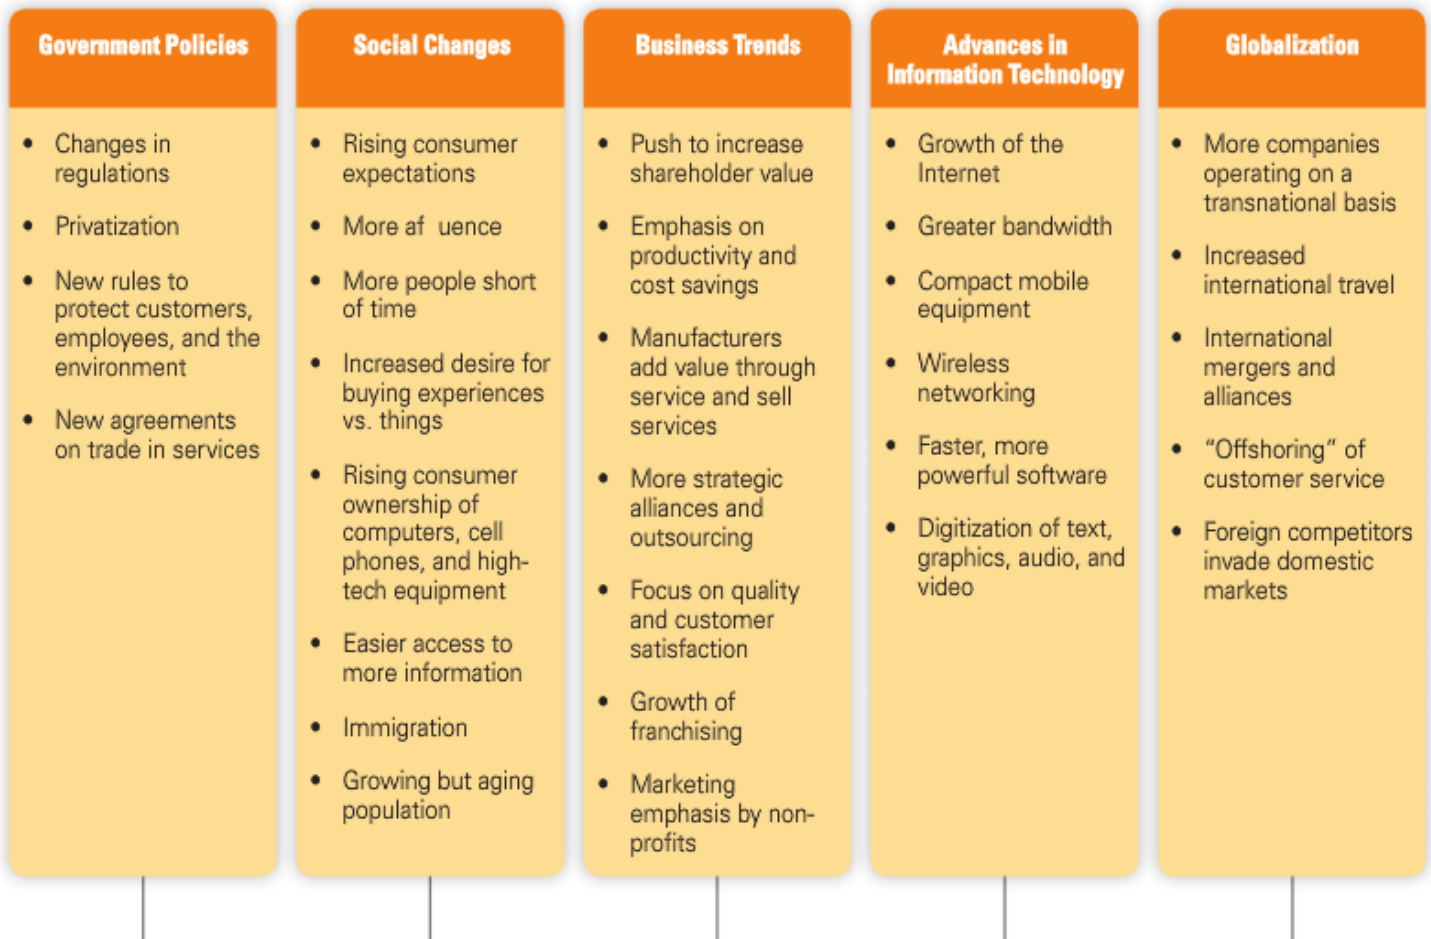 Government Policies
• Changes in
regulations
• Privatization
• New rules to
protect customers,
employees, and the
environment
• New agreements
on trade in services
Social Changes
• Rising consumer
expectations
• More af uence
• More people short
of time
• Increased desire for
buying experiences
vs. things
• Rising consumer
ownership of
computers, cell
phones, and high-
tech equipment
• Easier access to
more information
• Immigration
• Growing but aging
population
Business Trends
• Push to increase
shareholder value
• Emphasis on
productivity and
cost savings
• Manufacturers
add value through
service and sell
services
• More strategic
alliances and
outsourcing
• Focus on quality
and customer
satisfaction
• Growth of
franchising
• Marketing
emphasis by non-
profits
Advances in
Information Technology
• Growth of the
Internet
• Greater bandwidth
• Compact mobile
equipment
• Wireless
networking
• Faster, more
powerful software
• Digitization of text,
graphics, audio, and
video
Globalization
• More companies
operating on a
transnational basis
• Increased
international travel
• International
mergers and
alliances
• “Offshoring” of
customer service
• Foreign competitors
invade domestic
markets